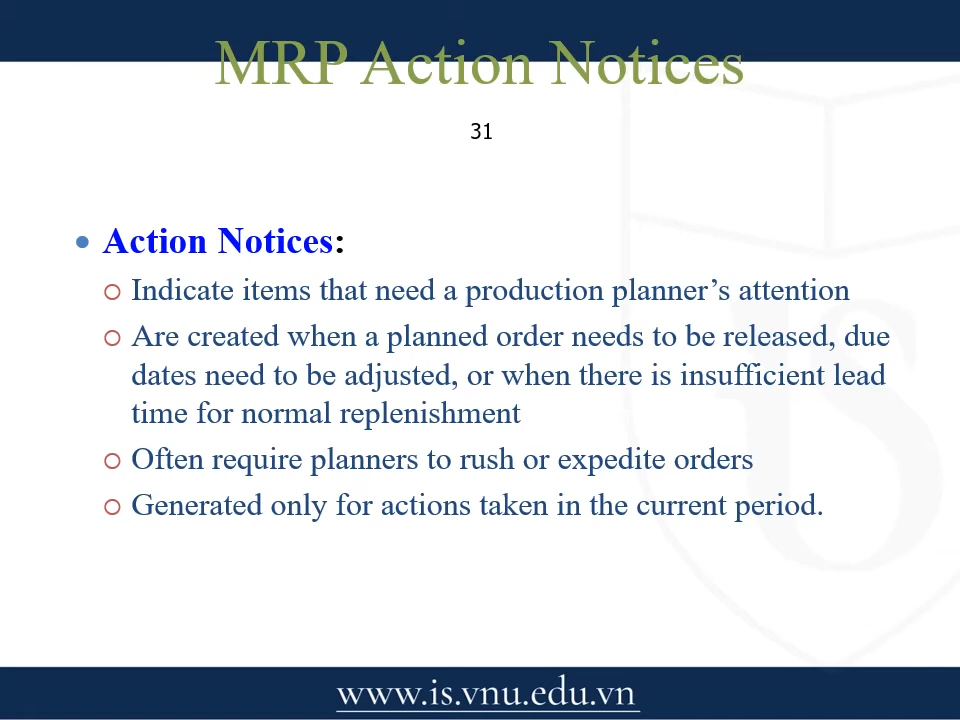 MRP Action Notices
31
• Action Notices:
○ Indicate items that need a production planner’s attention
○ Are created when a planned order needs to be released, due
dates need to be adjusted, or when there is insufficient lead
time for normal replenishment
○ Often require planners to rush or expedite orders
○ Generated only for actions taken in the current period.
www.is.vnu.edu.vn